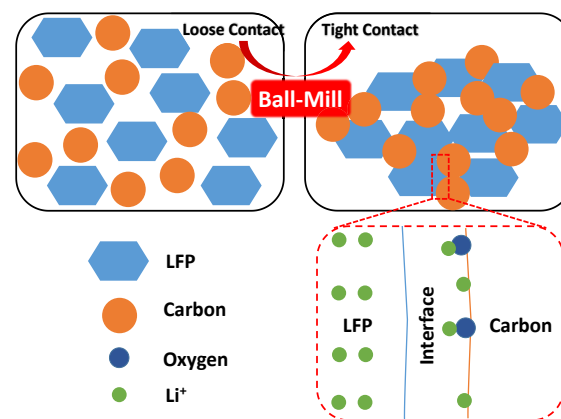 Loose Contact
Tight Contact
Ball-Mill
LFP
Carbon
Oxygen
Li⁺
LFP
Interface
Carbon